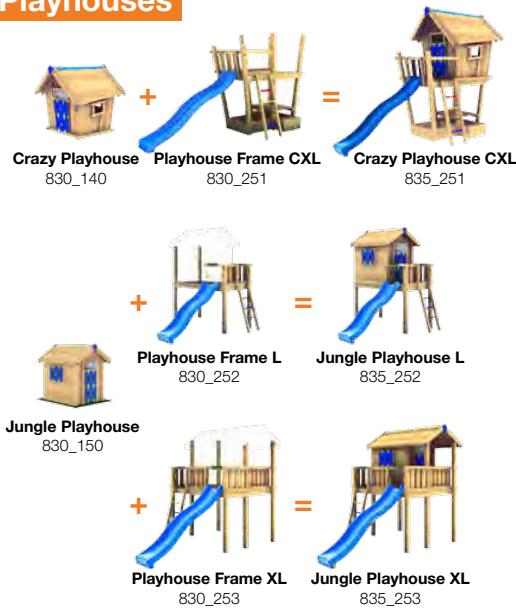 Playhouses
+ =
Crazy Playhouse Playhouse Frame CXL Crazy Playhouse CXL
830_140 830_251 835_251
+ =
Playhouse Frame L Jungle Playhouse L
830_252 835_252
Jungle Playhouse
830_150
+ =
Playhouse Frame XL Jungle Playhouse XL
830_253 835_253